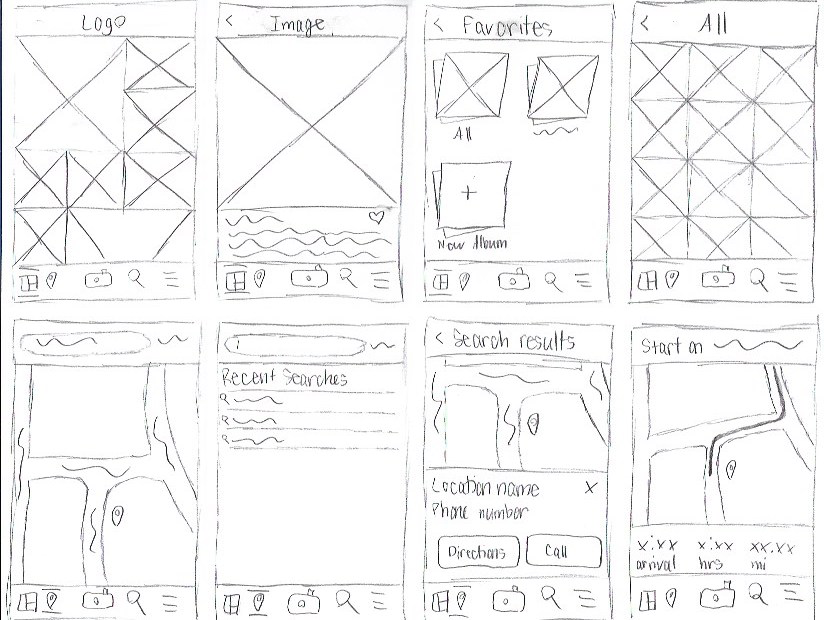 Logo
< Image
< Favorites
< All
All
+
New Album
Recent Searches
< Search results
Location name X
Phone number
Directions
Call
Start on
x:xx x:xx xx.xx
arrival hrs mi